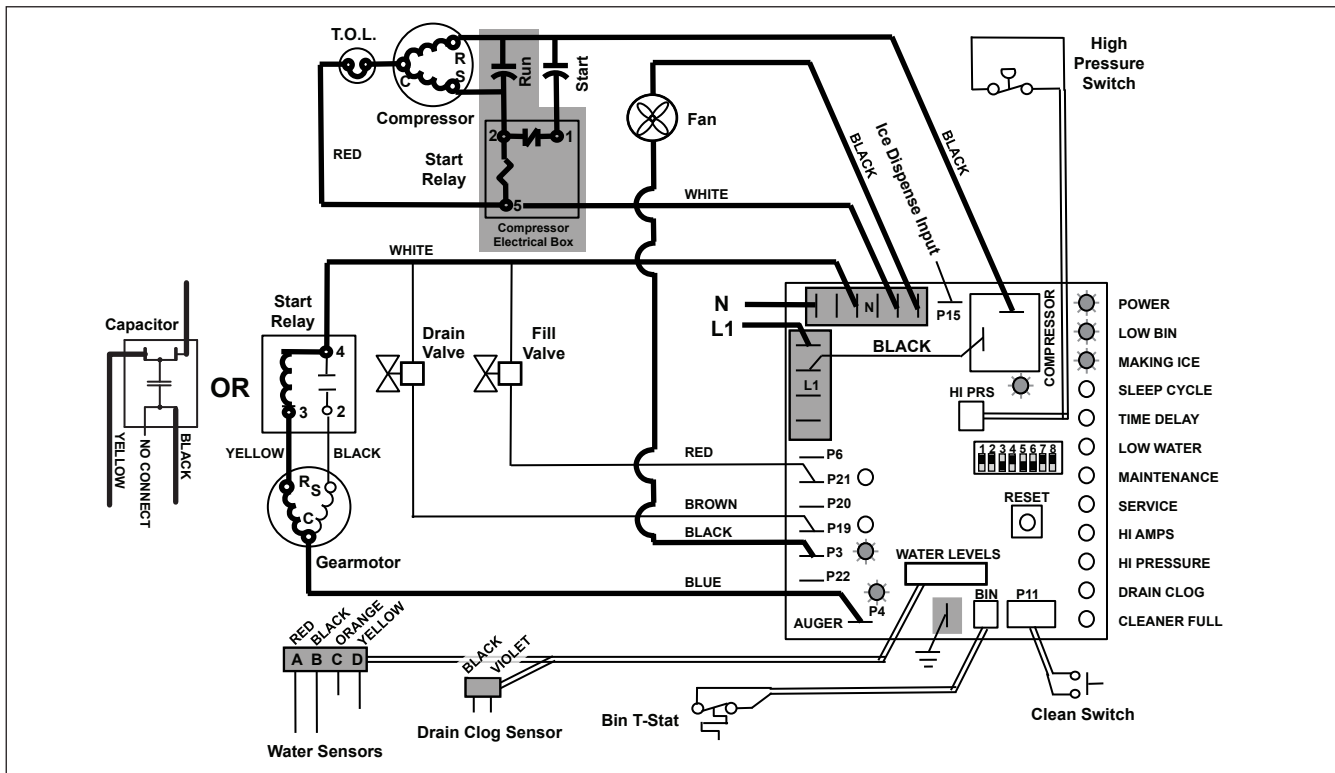 T.O.L.
R
S
C
Run
Start
Compressor
RED
2
1
Start
Relay
5
Compressor
Electrical Box
Fan
WHITE
BLACK
Ice Dispense Input
BLACK
High
Pressure
Switch
WHITE
N
L1
N
P15
BLACK
L1
COMPRESSOR
HI PRS
1 2 3 4 5 6 7 8
RESET
POWER
LOW BIN
MAKING ICE
SLEEP CYCLE
TIME DELAY
LOW WATER
MAINTENANCE
SERVICE
HI AMPS
HI PRESSURE
DRAIN CLOG
CLEANER FULL
Capacitor
YELLOW
NO CONNECT
BLACK
OR
Start
Relay
4
3
2
YELLOW
BLACK
R
S
C
Gearmotor
Drain
Valve
Fill
Valve
RED
BROWN
BLACK
BLUE
P6
P21
P20
P19
P3
P22
P4
AUGER
WATER LEVELS
BIN
P11
RED
BLACK
ORANGE
YELLOW
A B C D
Water Sensors
BLACK
VIOLET
Drain Clog Sensor
Bin T-Stat
Clean Switch